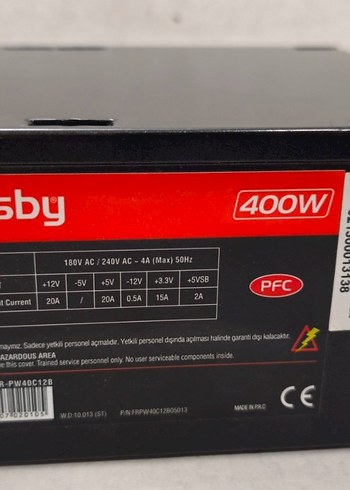 sby 400W
180V AC / 240V AC ~ 4A (Max) 50Hz
+12V -5V +5V -12V +3.3V +5VSB
t Current 20A / 20A 0.5A 15A 2A
PFC
021300013138
mayınız. Sadece yetkili personel açmalıdır. Yetkili personel dışında açılması halinde garanti dışı kalacaktır.
HAZARDOUS AREA
e this cover. Trained service personnel only. No user serviceable components inside.
R-PW40C12B
W.D:10.013 (ST) P/N:FRPW40C12B05013 MADE IN P.R.C CE